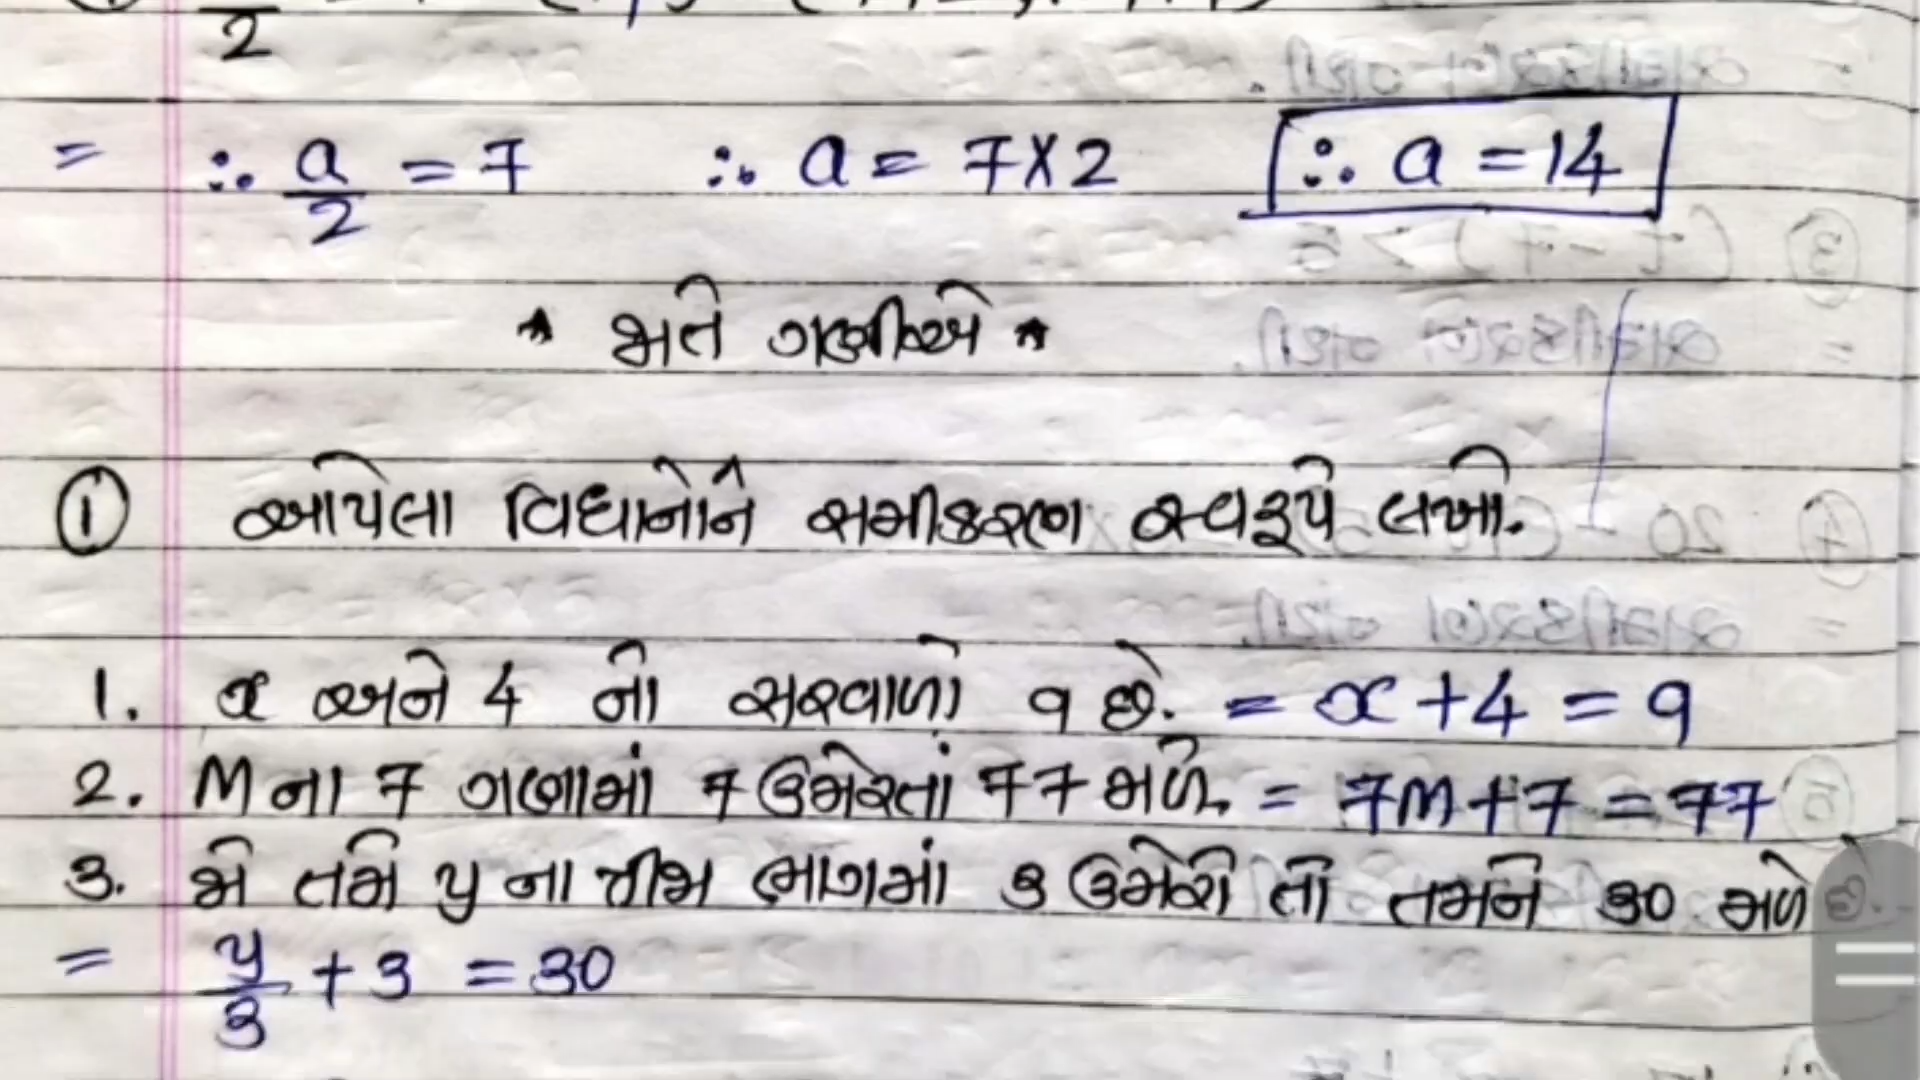 2
= ∴ a/2 = 7 ∴ a = 7×2 ∴ a = 14
* જાતે ગણીએ *
① આપેલા વિધાનોને સમીકરણ સ્વરૂપે લખો.
1. x અને 4 નો સરવાળો 9 છે. = x + 4 = 9
2. M ના 7 ગણામાં 7 ઉમેરતાં 77 મળે. = 7M + 7 = 77
3. જો તમે y ના ત્રીજા ભાગમાં 3 ઉમેરો તો તમને 30 મળે છે.
= y/3 + 3 = 30